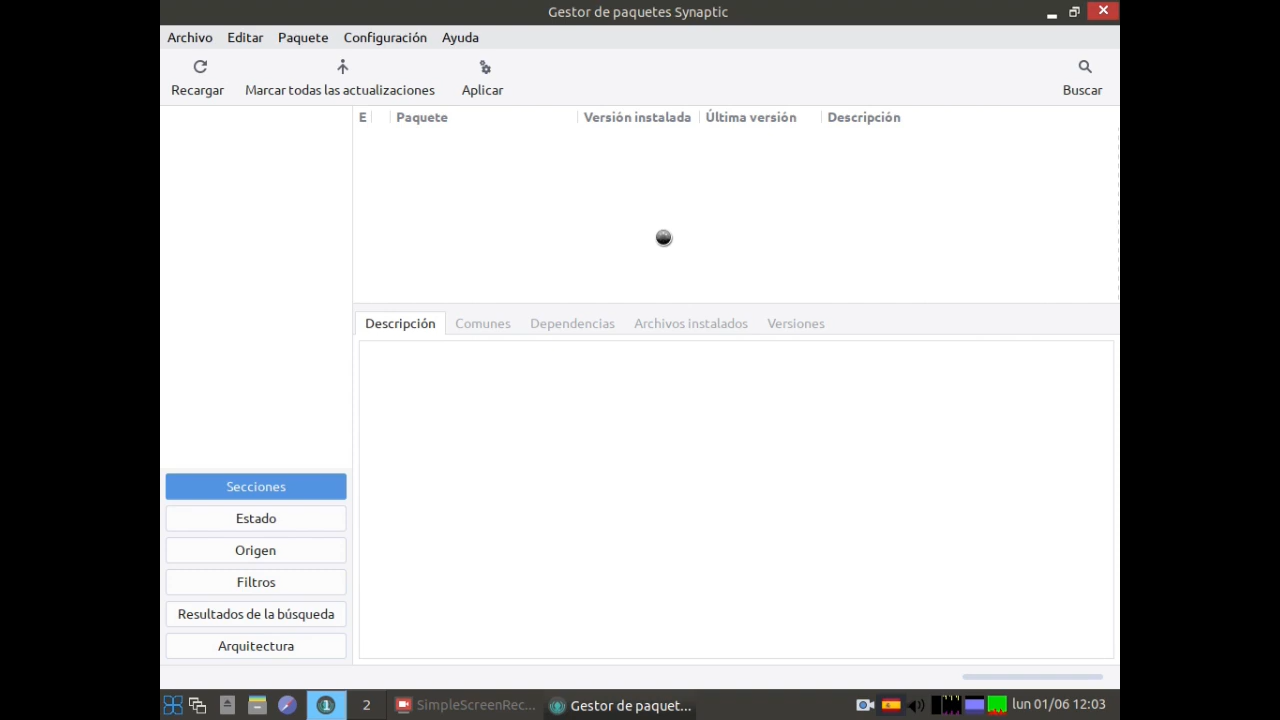 Gestor de paquetes Synaptic
Archivo Editar Paquete Configuración Ayuda
Recargar Marcar todas las actualizaciones Aplicar Buscar
E Paquete Versión instalada Última versión Descripción
Descripción Comunes Dependencias Archivos instalados Versiones
Secciones
Estado
Origen
Filtros
Resultados de la búsqueda
Arquitectura
1 2 SimpleScreenRec... Gestor de paquet... lun 01/06 12:03